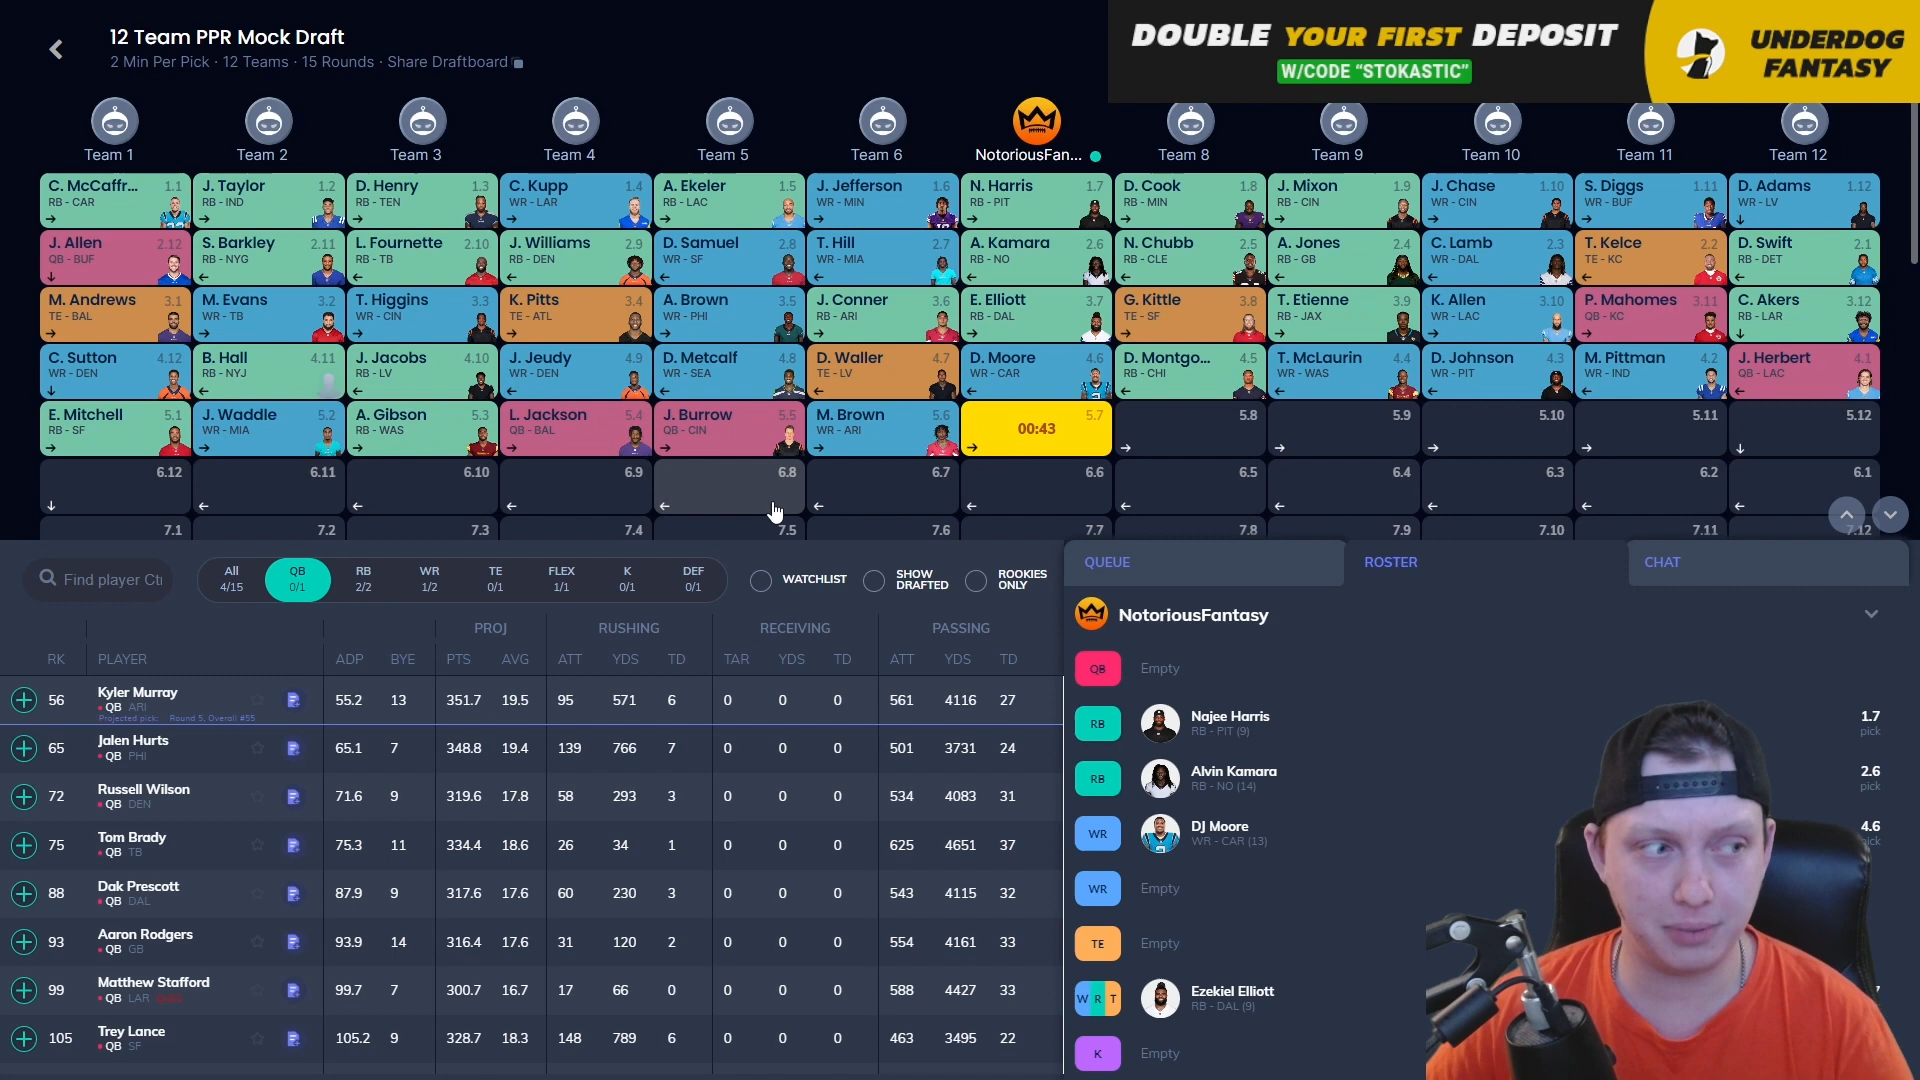 12 Team PPR Mock Draft
2 Min Per Pick · 12 Teams · 15 Rounds · Share Draftboard
DOUBLE YOUR FIRST DEPOSIT
W/CODE "STOKASTIC"
UNDERDOG
FANTASY
Team 1 Team 2 Team 3 Team 4 Team 5 Team 6 NotoriousFan... Team 8 Team 9 Team 10 Team 11 Team 12
C. McCaffr... 1.1 J. Taylor 1.2 D. Henry 1.3 C. Kupp 1.4 A. Ekeler 1.5 J. Jefferson 1.6 N. Harris 1.7 D. Cook 1.8 J. Mixon 1.9 J. Chase 1.10 S. Diggs 1.11 D. Adams 1.12
RB - CAR RB - IND RB - TEN WR - LAR RB - LAC WR - MIN RB - PIT RB - MIN RB - CIN WR - CIN WR - BUF WR - LV
J. Allen 2.12 S. Barkley 2.11 L. Fournette 2.10 J. Williams 2.9 D. Samuel 2.8 T. Hill 2.7 A. Kamara 2.6 N. Chubb 2.5 A. Jones 2.4 C. Lamb 2.3 T. Kelce 2.2 D. Swift 2.1
QB - BUF RB - NYG RB - TB RB - DEN WR - SF WR - MIA RB - NO RB - CLE RB - GB WR - DAL TE - KC RB - DET
M. Andrews 3.1 M. Evans 3.2 T. Higgins 3.3 K. Pitts 3.4 A. Brown 3.5 J. Conner 3.6 E. Elliott 3.7 G. Kittle 3.8 T. Etienne 3.9 K. Allen 3.10 P. Mahomes 3.11 C. Akers 3.12
TE - BAL WR - TB WR - CIN TE - ATL WR - PHI RB - ARI RB - DAL TE - SF RB - JAX WR - LAC QB - KC RB - LAR
C. Sutton 4.12 B. Hall 4.11 J. Jacobs 4.10 J. Jeudy 4.9 D. Metcalf 4.8 D. Waller 4.7 D. Moore 4.6 D. Montgo... 4.5 T. McLaurin 4.4 D. Johnson 4.3 M. Pittman 4.2 J. Herbert 4.1
WR - DEN RB - NYJ RB - LV WR - DEN WR - SEA TE - LV WR - CAR RB - CHI WR - WAS WR - PIT WR - IND QB - LAC
E. Mitchell 5.1 J. Waddle 5.2 A. Gibson 5.3 L. Jackson 5.4 J. Burrow 5.5 M. Brown 5.6 00:43 5.7 5.8 5.9 5.10 5.11 5.12
RB - SF WR - MIA RB - WAS QB - BAL QB - CIN WR - ARI
6.12 6.11 6.10 6.9 6.8 6.7 6.6 6.5 6.4 6.3 6.2 6.1
7.1 7.2 7.3 7.4 7.5 7.6 7.7 7.8 7.9 7.10 7.11 7.12
Find player Ctr
All QB RB WR TE FLEX K DEF
4/15 0/1 2/2 1/2 0/1 1/1 0/1 0/1
WATCHLIST
SHOW
DRAFTED
ROOKIES
ONLY
PROJ RUSHING RECEIVING PASSING
RK PLAYER ADP BYE PTS AVG ATT YDS TD TAR YDS TD ATT YDS TD
56 Kyler Murray 55.2 13 351.7 19.5 95 571 6 0 0 0 561 4116 27
QB ARI
Projected pick: Round 5, Overall #55
65 Jalen Hurts 65.1 7 348.8 19.4 139 766 7 0 0 0 501 3731 24
QB PHI
72 Russell Wilson 71.6 9 319.6 17.8 58 293 3 0 0 0 534 4083 31
QB DEN
75 Tom Brady 75.3 11 334.4 18.6 26 34 1 0 0 0 625 4651 37
QB TB
88 Dak Prescott 87.9 9 317.6 17.6 60 230 3 0 0 0 543 4115 32
QB DAL
93 Aaron Rodgers 93.9 14 316.4 17.6 31 120 2 0 0 0 554 4161 33
QB GB
99 Matthew Stafford 99.7 7 300.7 16.7 17 66 0 0 0 0 588 4427 33
QB LAR
105 Trey Lance 105.2 9 328.7 18.3 148 789 6 0 0 0 463 3495 22
QB SF
QUEUE ROSTER CHAT
NotoriousFantasy
QB Empty
RB Najee Harris 1.7
RB - PIT (9) pick
RB Alvin Kamara 2.6
RB - NO (14) pick
WR DJ Moore 4.6
WR - CAR (13) pick
WR Empty
TE Empty
W R T Ezekiel Elliott
RB - DAL (9)
K Empty